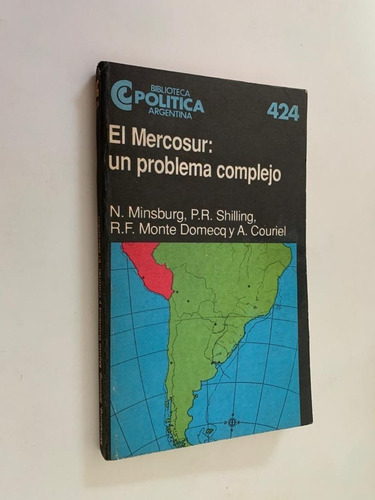 BIBLIOTECA
POLITICA
ARGENTINA
424
El Mercosur:
un problema complejo
N. Minsburg, P.R. Shilling,
R.F. Monte Domecq y A. Couriel